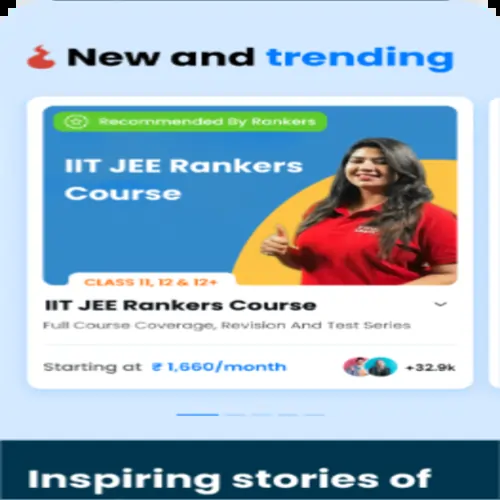 New and trending
Recommended By Rankers
IIT JEE Rankers
Course
CLASS 11, 12 & 12+
IIT JEE Rankers Course
Full Course Coverage, Revision And Test Series
Starting at ₹ 1,660/month
+32.9k
Inspiring stories of